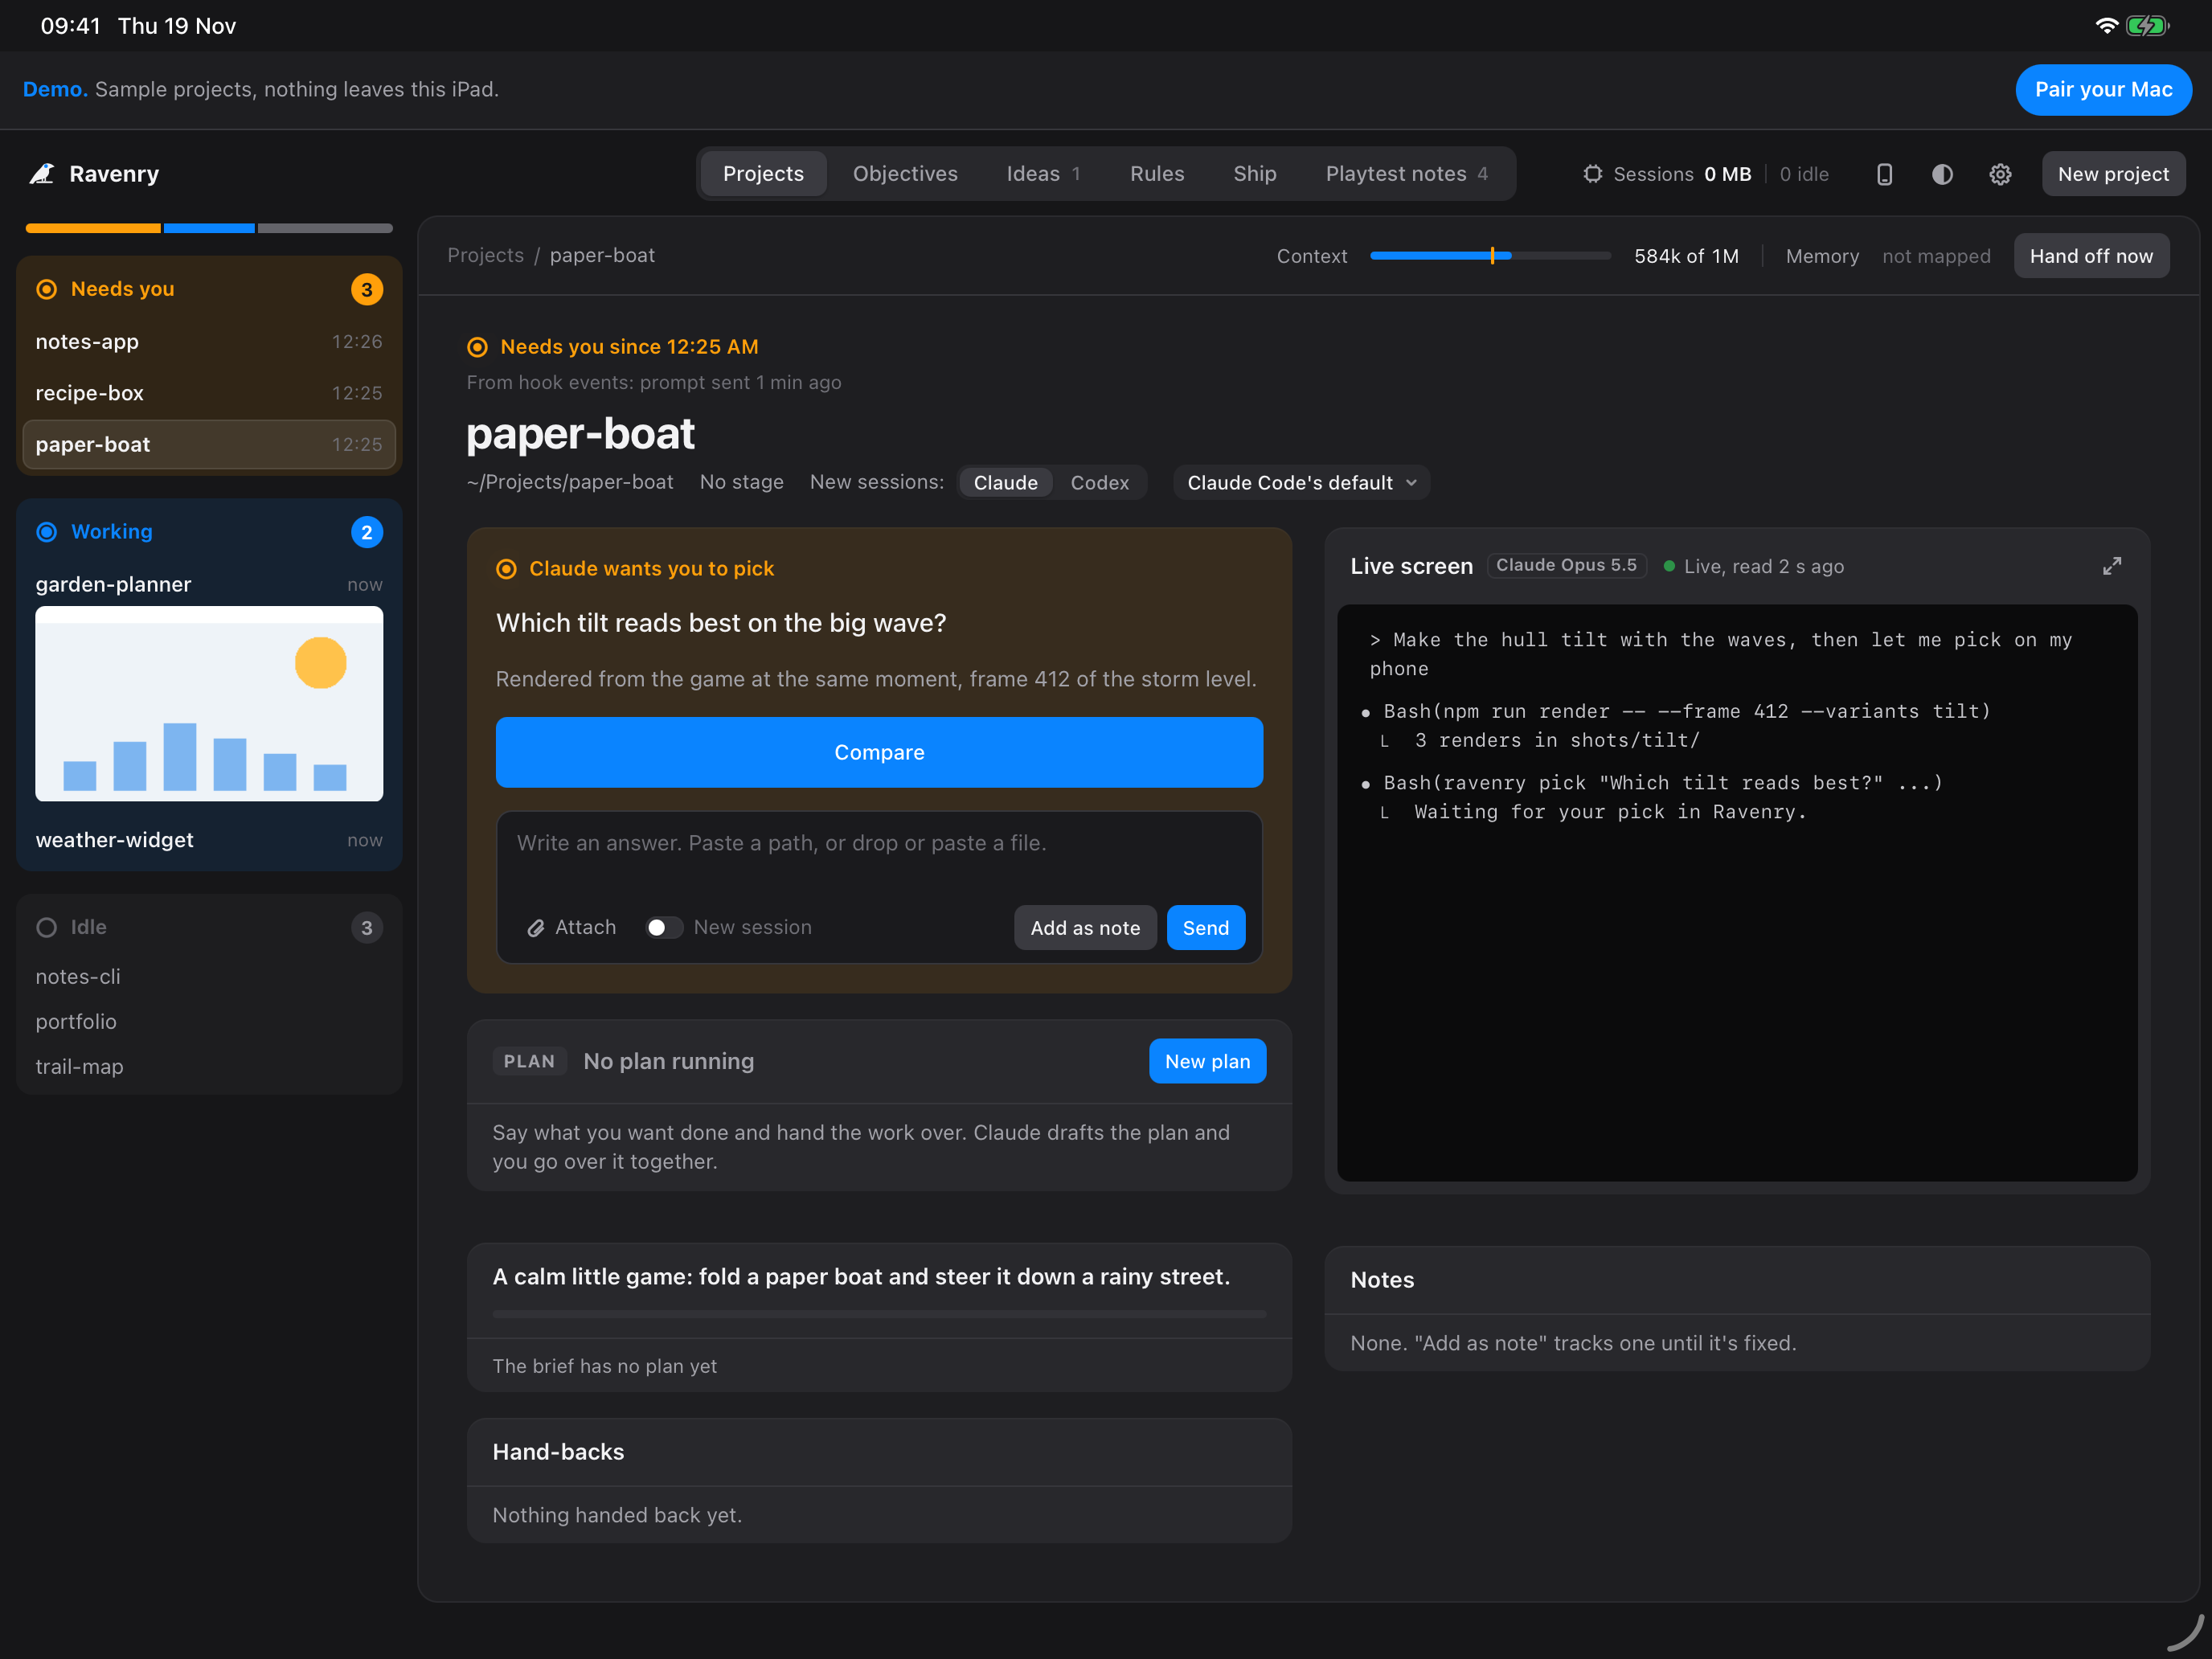 09:41 Thu 19 Nov
Demo. Sample projects, nothing leaves this iPad.
Pair your Mac
Ravenry
Projects
Objectives
Ideas 1
Rules
Ship
Playtest notes 4
Sessions 0 MB
0 idle
New project
Needs you
3
notes-app 12:26
recipe-box 12:25
paper-boat 12:25
Working
2
garden-planner now
weather-widget now
Idle
3
notes-cli
portfolio
trail-map
Projects / paper-boat
Context
584k of 1M
Memory not mapped
Hand off now
Needs you since 12:25 AM
From hook events: prompt sent 1 min ago
paper-boat
~/Projects/paper-boat No stage New sessions: Claude Codex Claude Code's default
Claude wants you to pick
Which tilt reads best on the big wave?
Rendered from the game at the same moment, frame 412 of the storm level.
Compare
Write an answer. Paste a path, or drop or paste a file.
Attach
New session
Add as note
Send
PLAN No plan running
New plan
Say what you want done and hand the work over. Claude drafts the plan and
you go over it together.
Live screen Claude Opus 5.5 Live, read 2 s ago
> Make the hull tilt with the waves, then let me pick on my
phone
● Bash(npm run render -- --frame 412 --variants tilt)
└ 3 renders in shots/tilt/
● Bash(ravenry pick "Which tilt reads best?" ...)
└ Waiting for your pick in Ravenry.
A calm little game: fold a paper boat and steer it down a rainy street.
The brief has no plan yet
Notes
None. "Add as note" tracks one until it's fixed.
Hand-backs
Nothing handed back yet.